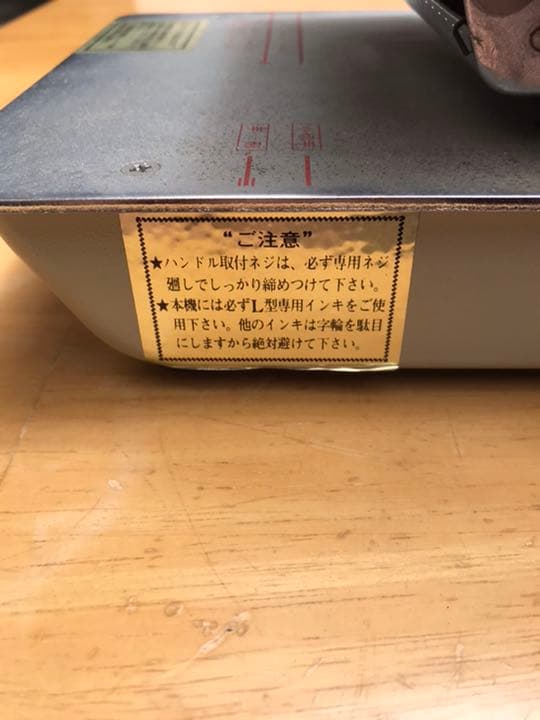 “ご注意”
★ハンドル取付ネジは、必ず専用ネジ
廻しでしっかり締めつけて下さい。
★本機には必ずL型専用インキをご使
用下さい。他のインキは字輪を駄目
にしますから絶対避けて下さい。